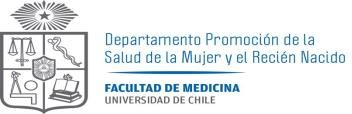 Departamento Promoción de la
Salud de la Mujer y el Recién Nacido
FACULTAD DE MEDICINA
UNIVERSIDAD DE CHILE